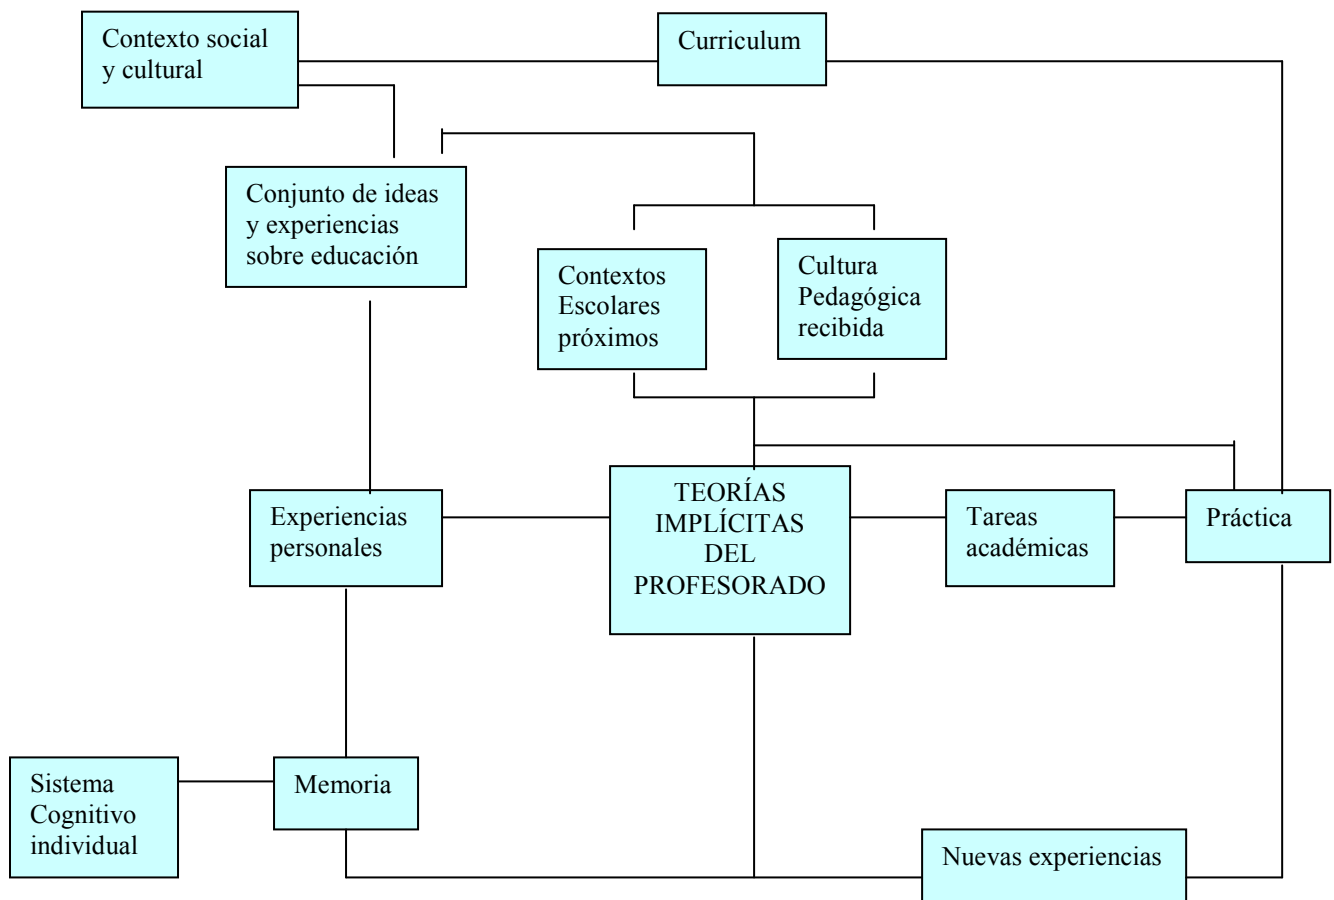 Contexto social
y cultural
Curriculum
Conjunto de ideas
y experiencias
sobre educación
Contextos
Escolares
próximos
Cultura
Pedagógica
recibida
Experiencias
personales
TEORÍAS
IMPLÍCITAS
DEL
PROFESORADO
Tareas
académicas
Práctica
Sistema
Cognitivo
individual
Memoria
Nuevas experiencias